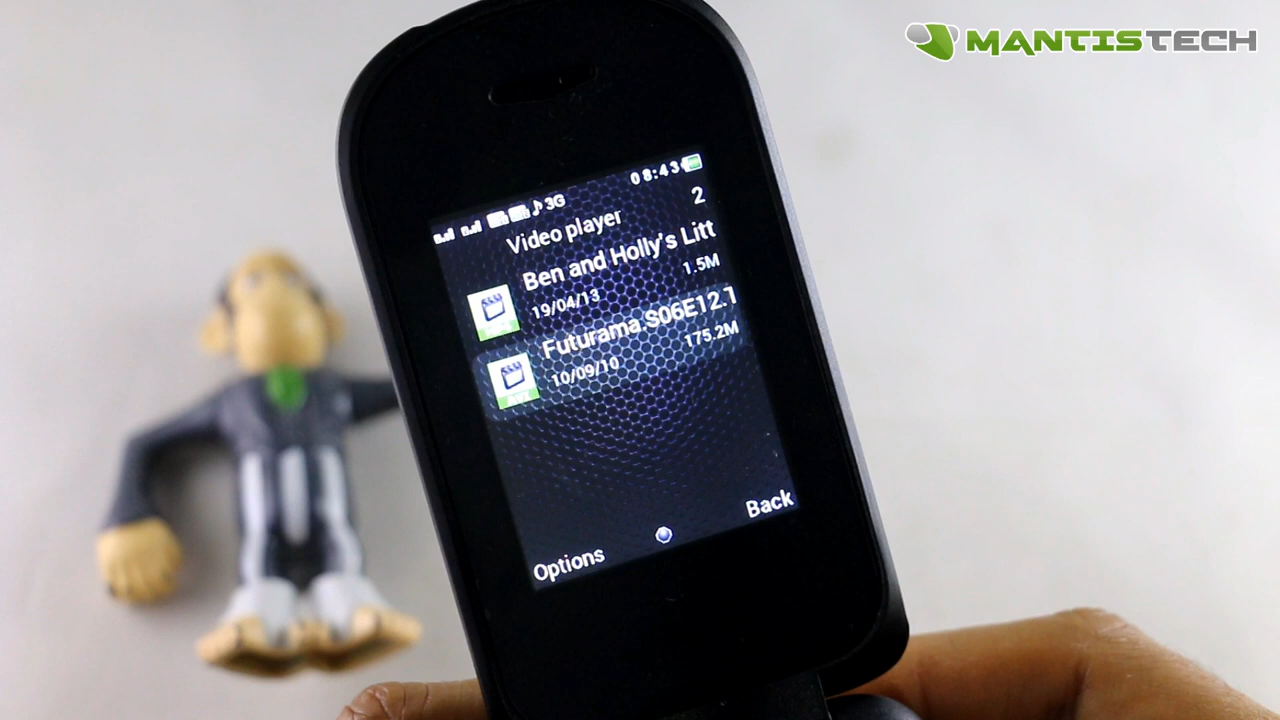 MANTISTECH
3G
08:43
Video player
2
Ben and Holly's Litt
19/04/13
1.5M
Futurama.S06E12.T
10/09/10
175.2M
Options
Back